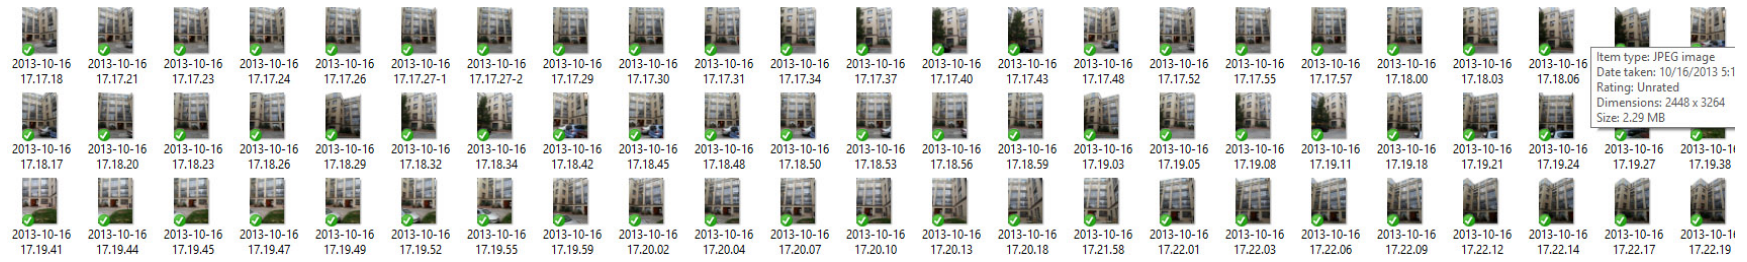 2013-10-16 2013-10-16 2013-10-16 2013-10-16 2013-10-16 2013-10-16 2013-10-16 2013-10-16 2013-10-16 2013-10-16 2013-10-16 2013-10-16 2013-10-16 2013-10-16 2013-10-16 2013-10-16 2013-10-16 2013-10-16 2013-10-16 2013-10-16 2013-10-16
17.17.18 17.17.21 17.17.23 17.17.24 17.17.26 17.17.27-1 17.17.27-2 17.17.29 17.17.30 17.17.31 17.17.34 17.17.37 17.17.40 17.17.43 17.17.48 17.17.52 17.17.55 17.17.57 17.18.00 17.18.03 17.18.06
Item type: JPEG image
Date taken: 10/16/2013 5:1
Rating: Unrated
Dimensions: 2448 x 3264
Size: 2.29 MB
2013-10-16 2013-10-16 2013-10-16 2013-10-16 2013-10-16 2013-10-16 2013-10-16 2013-10-16 2013-10-16 2013-10-16 2013-10-16 2013-10-16 2013-10-16 2013-10-16 2013-10-16 2013-10-16 2013-10-16 2013-10-16 2013-10-16 2013-10-16 2013-10-16 2013-10-16 2013-10-16
17.18.17 17.18.20 17.18.23 17.18.26 17.18.29 17.18.32 17.18.34 17.18.42 17.18.45 17.18.48 17.18.50 17.18.53 17.18.56 17.18.59 17.19.03 17.19.05 17.19.08 17.19.11 17.19.18 17.19.21 17.19.24 17.19.27 17.19.38
2013-10-16 2013-10-16 2013-10-16 2013-10-16 2013-10-16 2013-10-16 2013-10-16 2013-10-16 2013-10-16 2013-10-16 2013-10-16 2013-10-16 2013-10-16 2013-10-16 2013-10-16 2013-10-16 2013-10-16 2013-10-16 2013-10-16 2013-10-16 2013-10-16 2013-10-16 2013-10-16
17.19.41 17.19.44 17.19.45 17.19.47 17.19.49 17.19.52 17.19.55 17.19.59 17.20.02 17.20.04 17.20.07 17.20.10 17.20.13 17.20.18 17.21.58 17.22.01 17.22.03 17.22.06 17.22.09 17.22.12 17.22.14 17.22.17 17.22.19